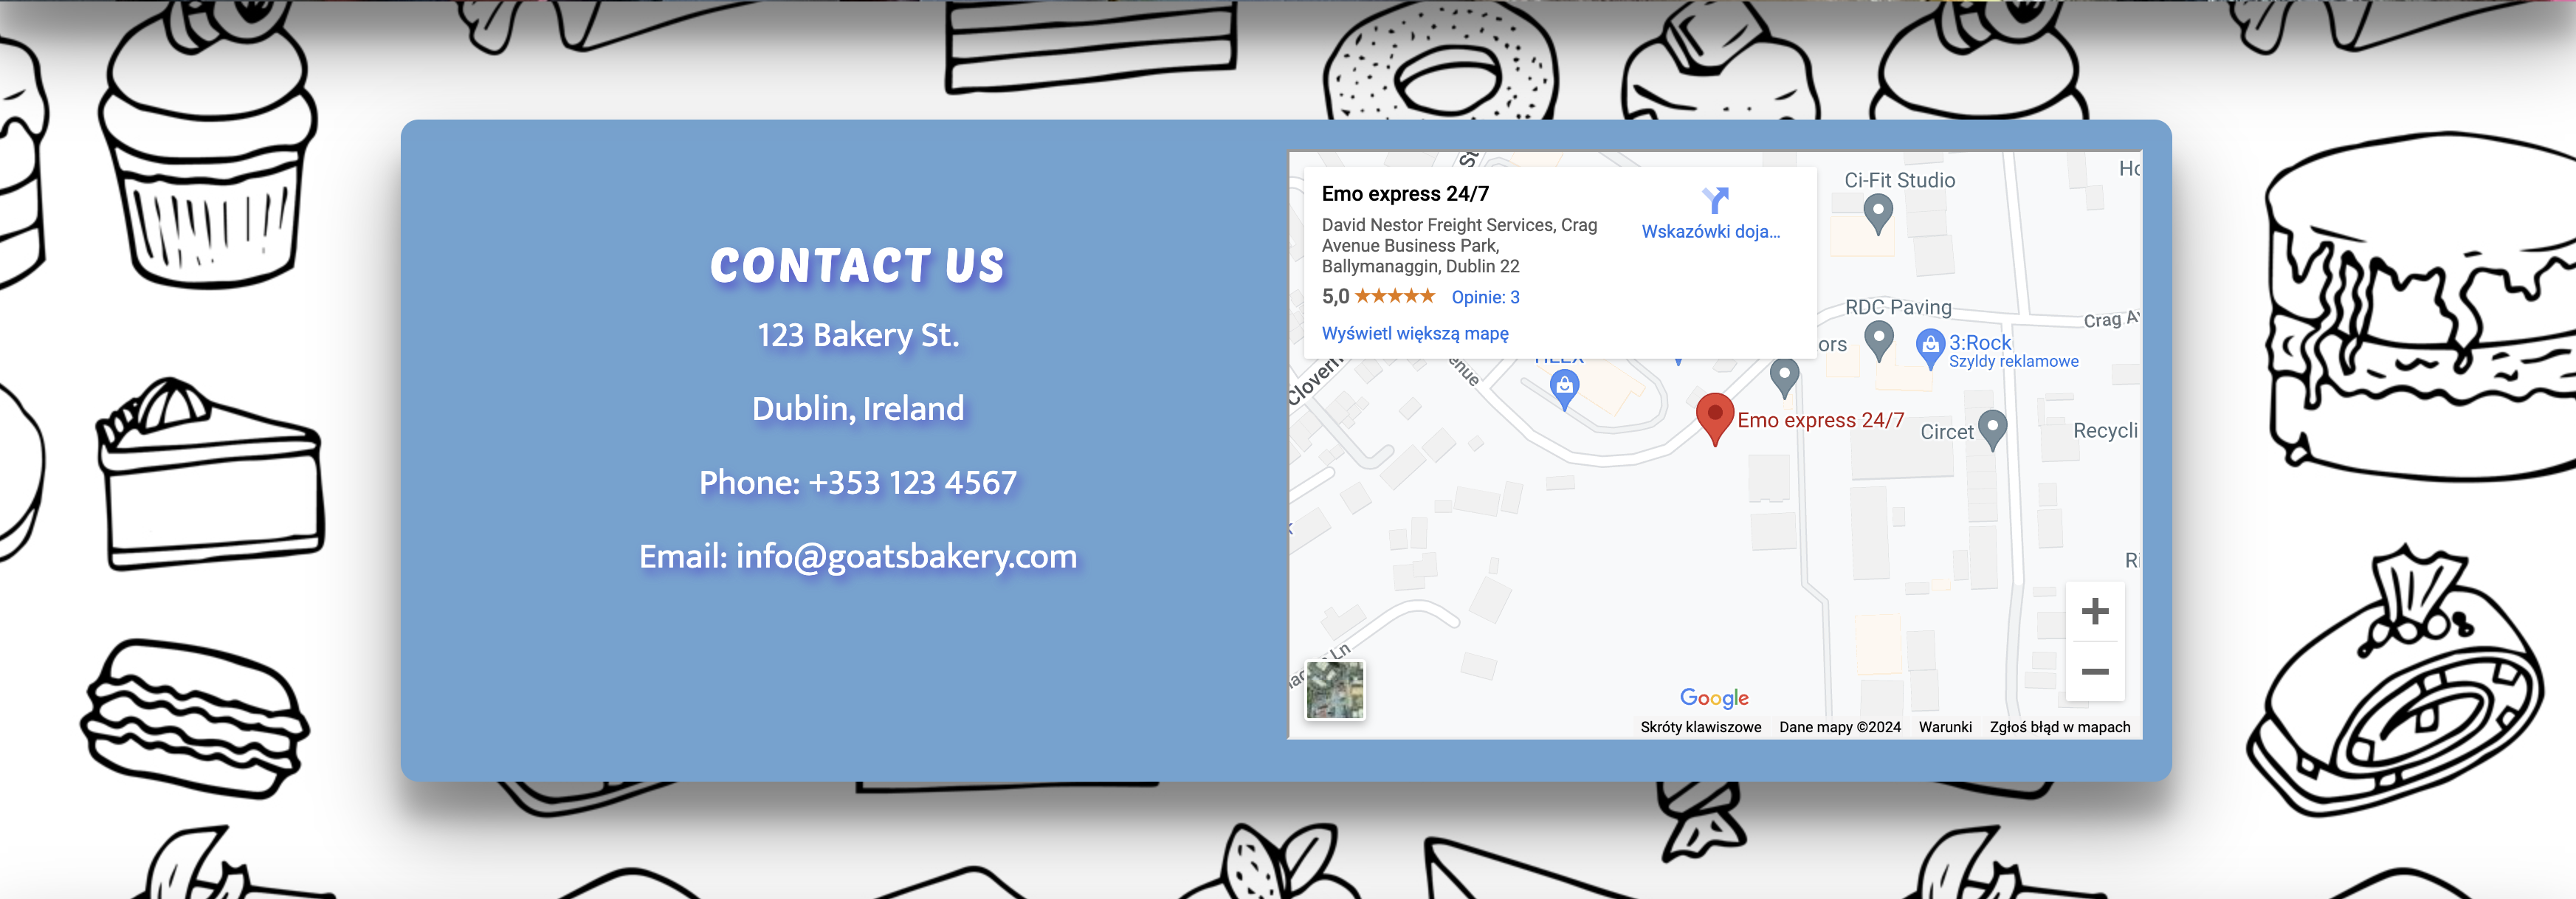 CONTACT US
123 Bakery St.
Dublin, Ireland
Phone: +353 123 4567
Email: info@goatsbakery.com
Emo express 24/7
David Nestor Freight Services, Crag
Avenue Business Park,
Ballymanaggin, Dublin 22
5,0 ★★★★★ Opinie: 3
Wyświetl większą mapę
Wskazówki doja...
Ci-Fit Studio
RDC Paving
Crag Av
ors
3:Rock
Szyldy reklamowe
Clovern
enue
Emo express 24/7
Circet
Recycli
Ln
Google
Skróty klawiszowe
Dane mapy ©2024
Warunki
Zgłoś błąd w mapach